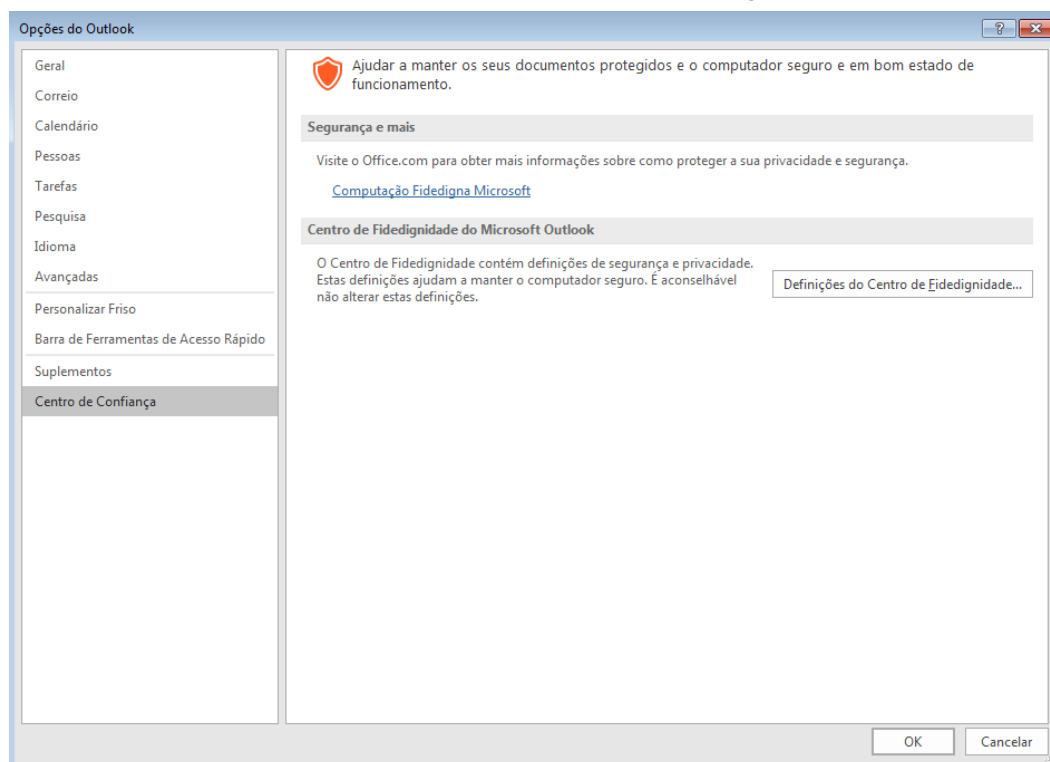 Opções do Outlook
Geral
Correio
Calendário
Pessoas
Tarefas
Pesquisa
Idioma
Avançadas
Personalizar Friso
Barra de Ferramentas de Acesso Rápido
Suplementos
Centro de Confiança
Ajudar a manter os seus documentos protegidos e o computador seguro e em bom estado de
funcionamento.
Segurança e mais
Visite o Office.com para obter mais informações sobre como proteger a sua privacidade e segurança.
Computação Fidedigna Microsoft
Centro de Fidedignidade do Microsoft Outlook
O Centro de Fidedignidade contém definições de segurança e privacidade.
Estas definições ajudam a manter o computador seguro. É aconselhável
não alterar estas definições.
Definições do Centro de Fidedignidade...
OK
Cancelar